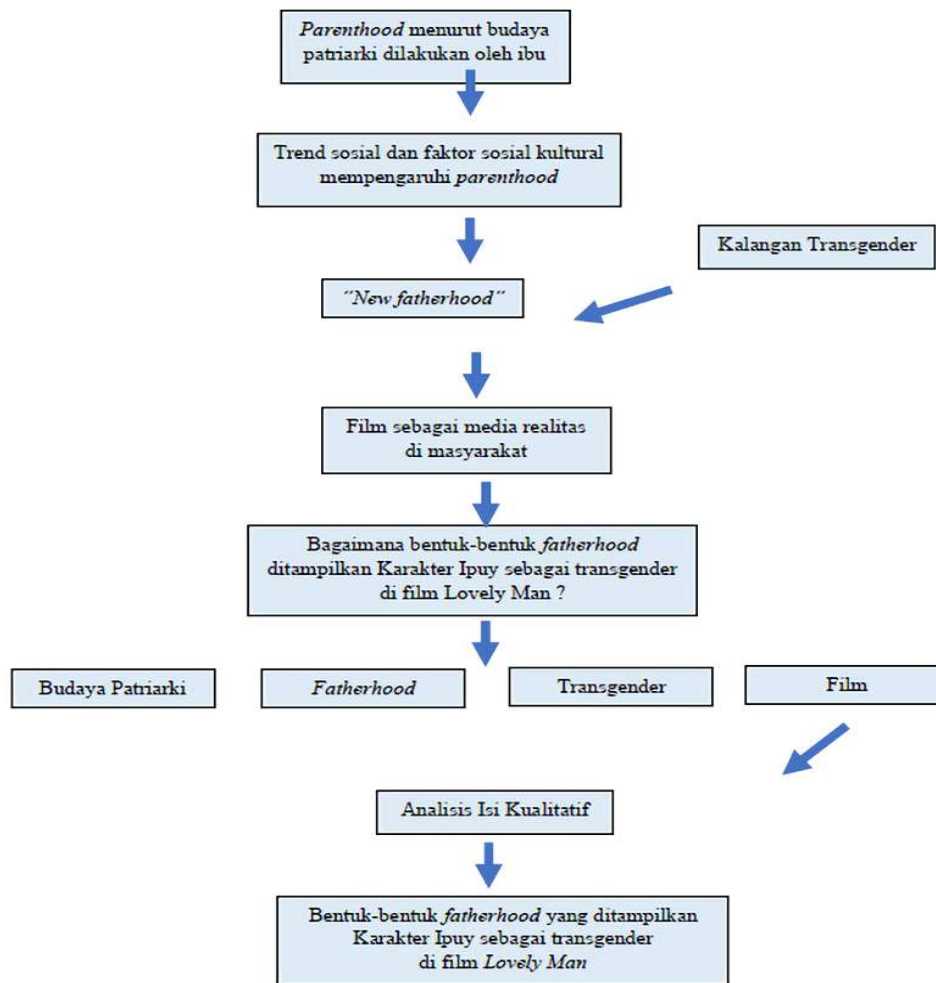 Parenthood menurut budaya
patriarki dilakukan oleh ibu
Trend sosial dan faktor sosial kultural
mempengaruhi parenthood
Kalangan Transgender
"New fatherhood"
Film sebagai media realitas
di masyarakat
Bagaimana bentuk-bentuk fatherhood
ditampilkan Karakter Ipuy sebagai transgender
di film Lovely Man ?
Budaya Patriarki
Fatherhood
Transgender
Film
Analisis Isi Kualitatif
Bentuk-bentuk fatherhood yang ditampilkan
Karakter Ipuy sebagai transgender
di film Lovely Man